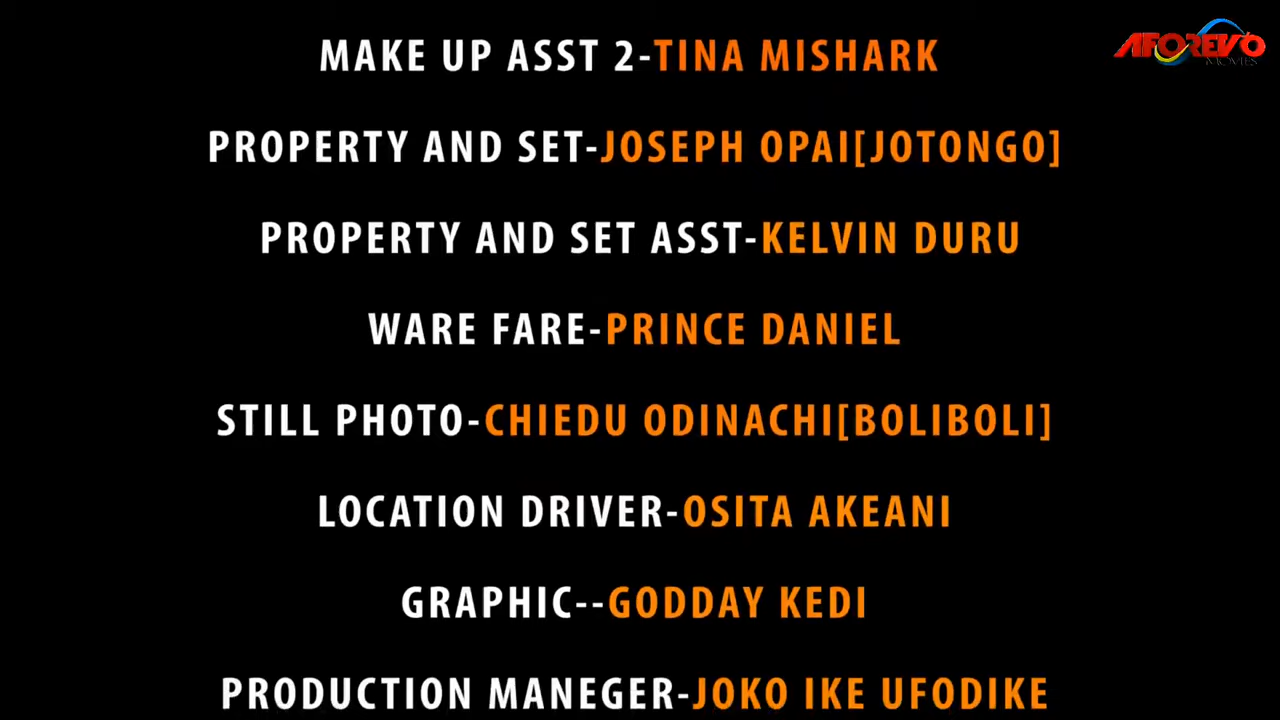 AFOREVO
MOVIES
MAKE UP ASST 2-TINA MISHARK
PROPERTY AND SET-JOSEPH OPAI[JOTONGO]
PROPERTY AND SET ASST-KELVIN DURU
WARE FARE-PRINCE DANIEL
STILL PHOTO-CHIEDU ODINACHI[BOLIBOLI]
LOCATION DRIVER-OSITA AKEANI
GRAPHIC--GODDAY KEDI
PRODUCTION MANEGER-JOKO IKE UFODIKE